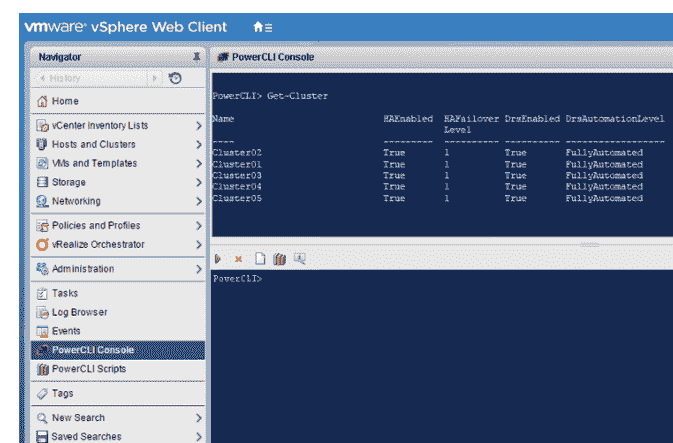 vmware® vSphere Web Client
Navigator
History
Home
vCenter Inventory Lists
Hosts and Clusters
VMs and Templates
Storage
Networking
Policies and Profiles
vRealize Orchestrator
Administration
Tasks
Log Browser
Events
PowerCLI Console
PowerCLI Scripts
Tags
New Search
Saved Searches
PowerCLI Console
PowerCLI> Get-Cluster
Name HAEnabled HAFailover DrsEnabled DrsAutomationLevel
Level
---- --------- ---------- ---------- ------------------
Cluster02 True 1 True FullyAutomated
Cluster01 True 1 True FullyAutomated
Cluster03 True 1 True FullyAutomated
Cluster04 True 1 True FullyAutomated
Cluster05 True 1 True FullyAutomated
PowerCLI>